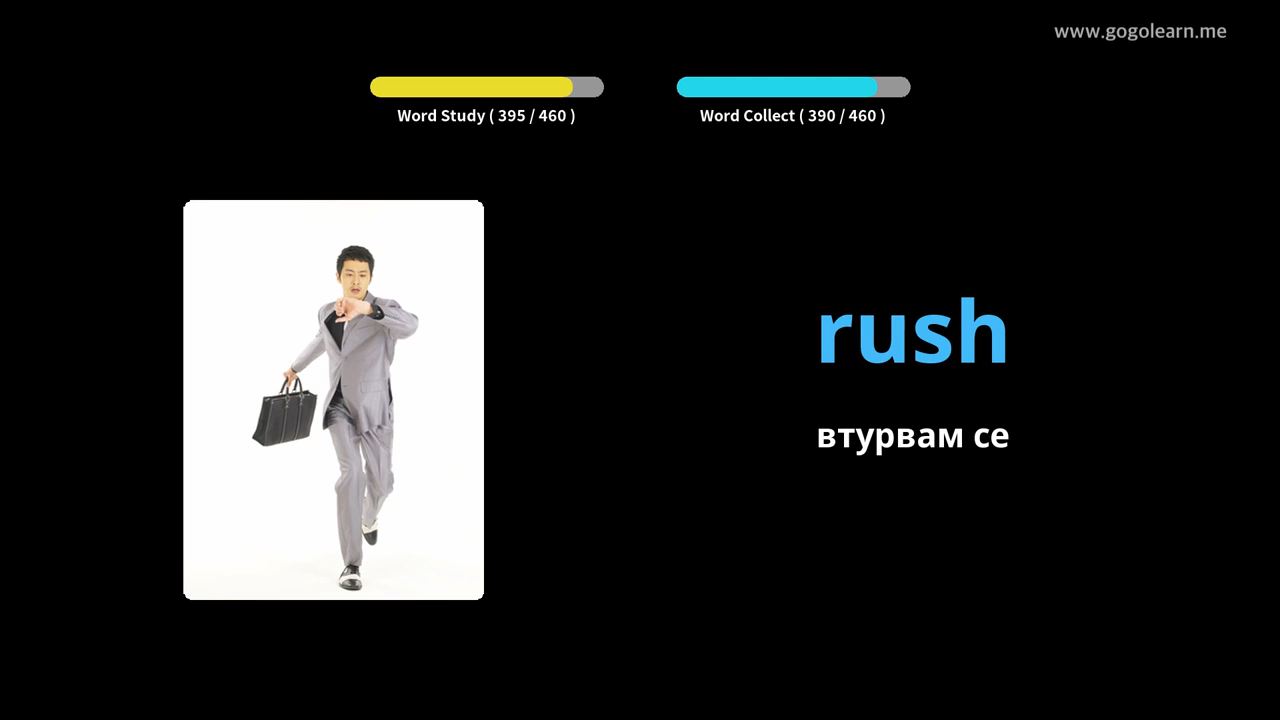 www.gogolearn.me
Word Study ( 395 / 460 )
Word Collect ( 390 / 460 )
rush
втурвам се